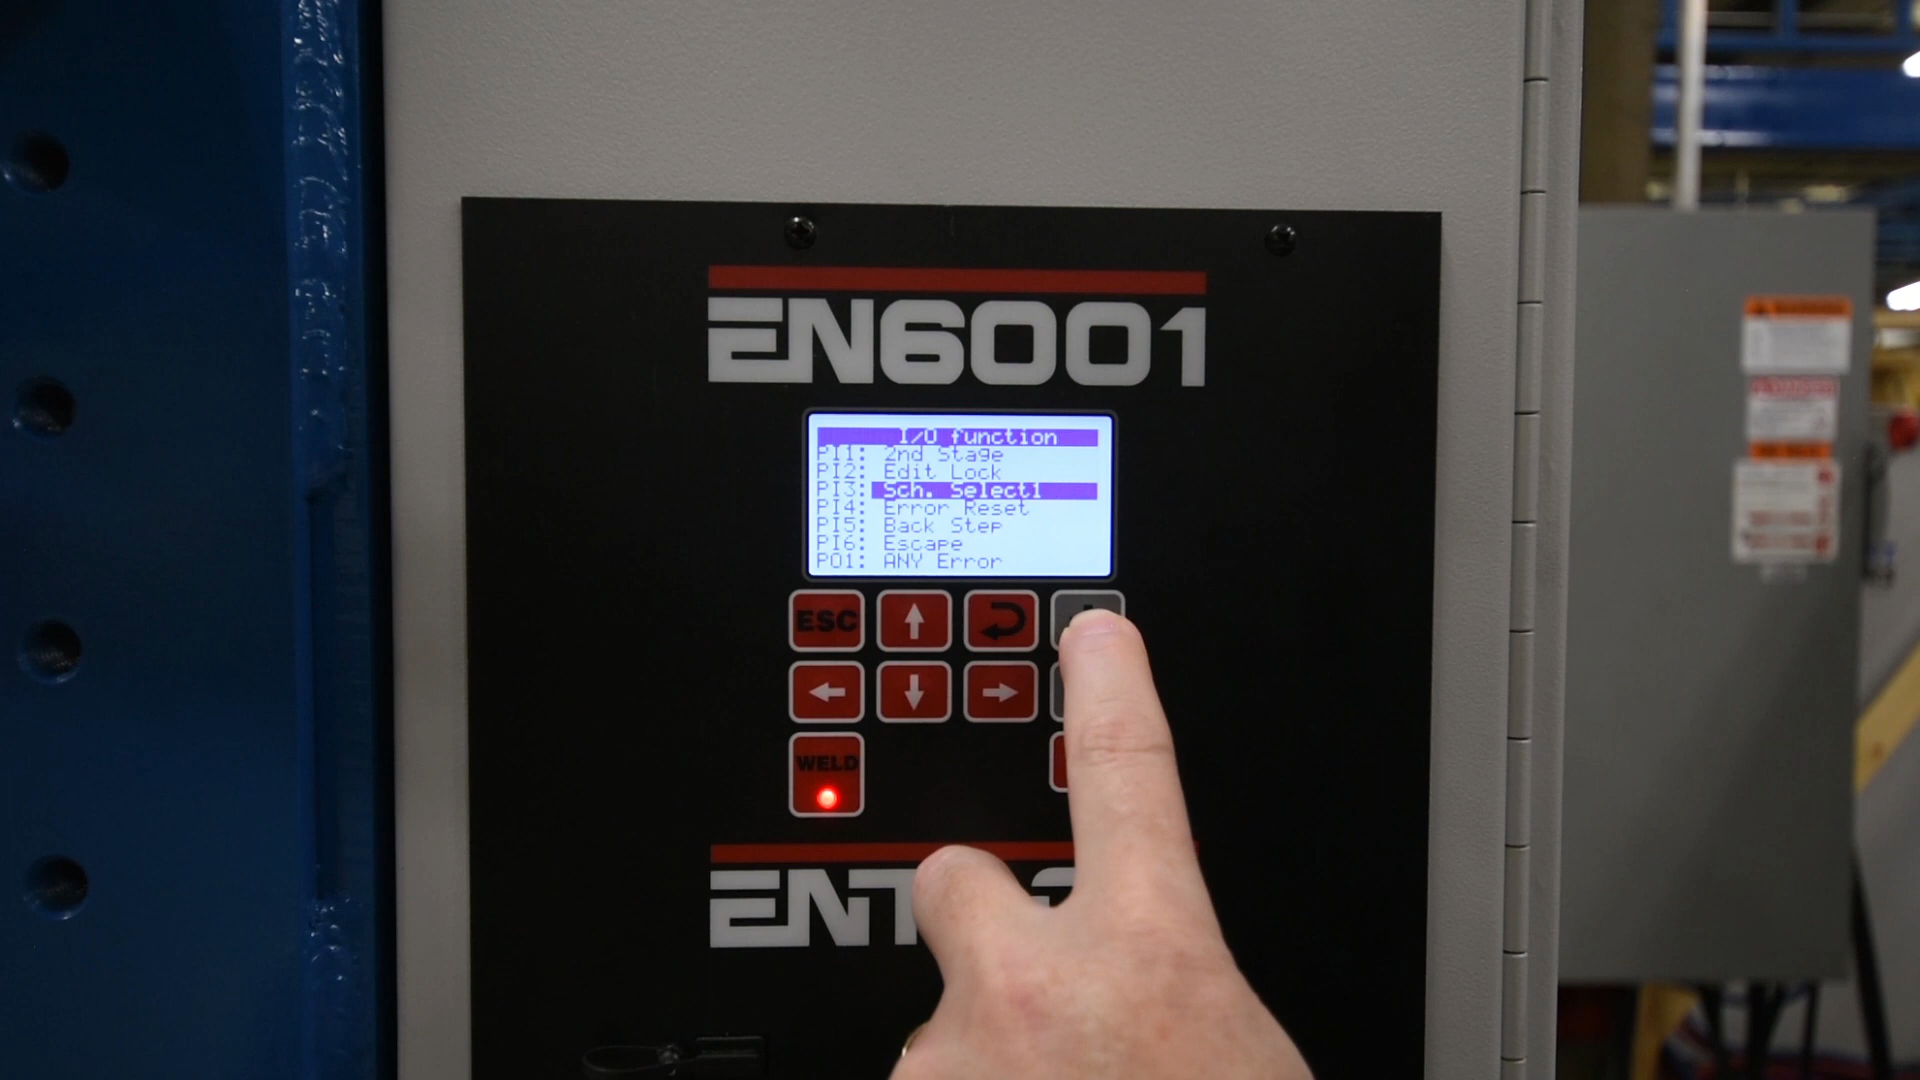 EN6001
I/O function
PI1: 2nd Stage
PI2: Edit Lock
PI3: Sch. Select1
PI4: Error Reset
PI5: Back Step
PI6: Escape
PO1: ANY Error
ESC
WELD